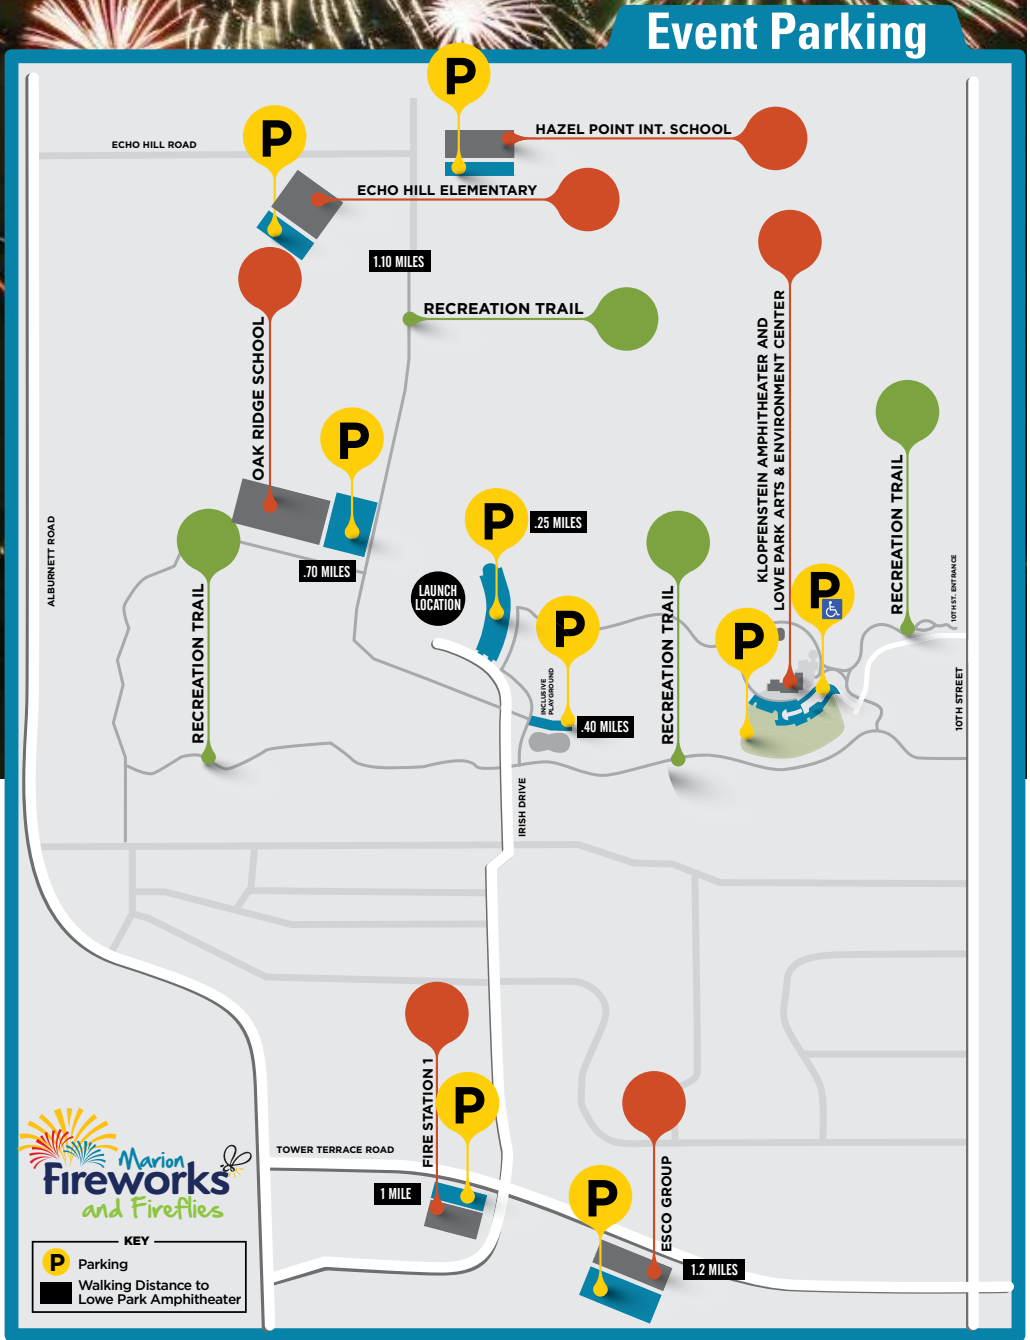 Event Parking
P
HAZEL POINT INT. SCHOOL
ECHO HILL ROAD
P
ECHO HILL ELEMENTARY
1.10 MILES
RECREATION TRAIL
OAK RIDGE SCHOOL
P
.70 MILES
KLOPFENSTEIN AMPHITHEATER AND
LOWE PARK ARTS & ENVIRONMENT CENTER
RECREATION TRAIL
ALBURNETT ROAD
RECREATION TRAIL
P
.25 MILES
LAUNCH
LOCATION
P
INCLUSIVE
PLAYGROUND
.40 MILES
RECREATION TRAIL
P
P
10TH ST. ENTRANCE
10TH STREET
IRISH DRIVE
FIRE STATION 1
P
TOWER TERRACE ROAD
1 MILE
P
ESCO GROUP
1.2 MILES
Marion
Fireworks
and Fireflies
KEY
P Parking
Walking Distance to
Lowe Park Amphitheater